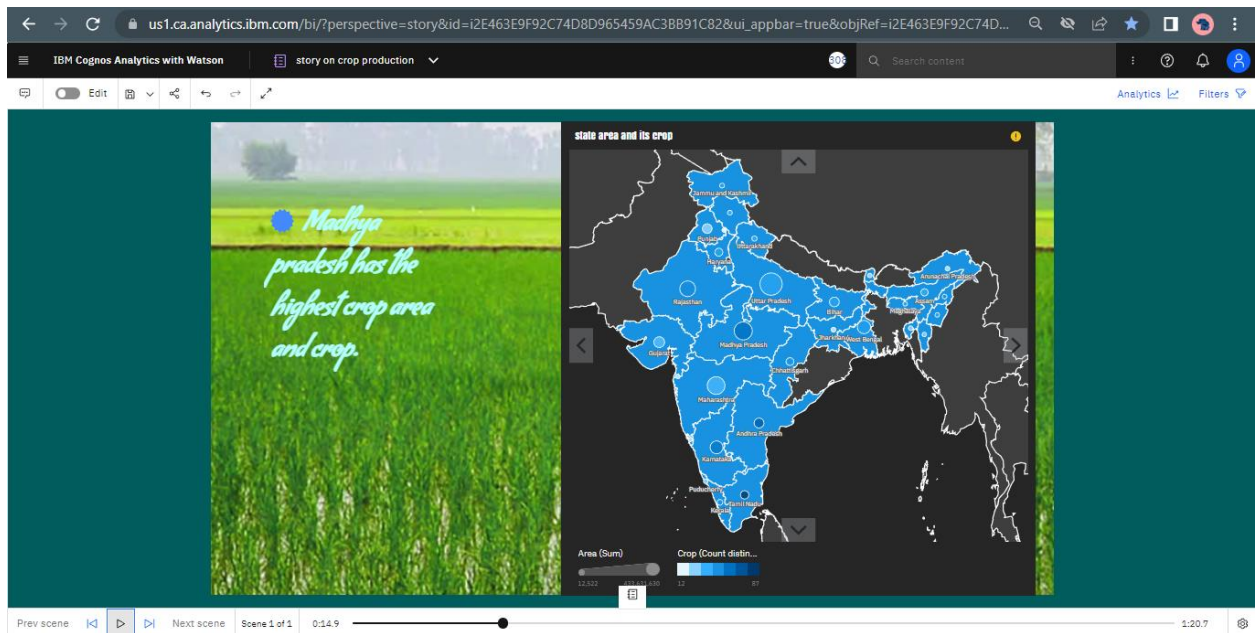 us1.ca.analytics.ibm.com/bi/?perspective=story&id=i2E463E9F92C74D8D965459AC3BB91C82&ui_appbar=true&objRef=i2E463E9F92C74D...
IBM Cognos Analytics with Watson
story on crop production
Search content
Edit
Analytics
Filters
Madhya
pradesh has the
highest crop area
and crop.
state area and its crop
Jammu and Kashmir
Punjab
Uttarakhand
Haryana
Arunachal Pradesh
Rajasthan
Uttar Pradesh
Assam
Bihar
Meghalaya
Madhya Pradesh
Jharkhand
West Bengal
Gujarat
Chhattisgarh
Maharashtra
Andhra Pradesh
Karnataka
Puducherry
Tamil Nadu
Kerala
Area (Sum)
Crop (Count distin...
12,522
12
87
Prev scene
Next scene
Scene 1 of 1
0:14.9
1:20.7